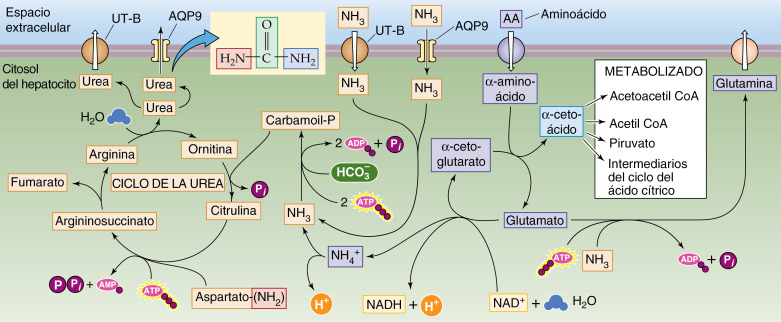 Espacio
extracelular
UT-B
AQP9
O
H₂N C NH₂
NH₃
UT-B
NH₃
AQP9
AA
Aminoácido
Citosol
del hepatocito
Urea
Urea
Urea
H₂O
NH₃
NH₃
α-amino-
ácido
α-ceto-
ácido
METABOLIZADO
Acetoacetil CoA
Acetil CoA
Piruvato
Intermediarios
del ciclo del
ácido cítrico
Glutamina
Carbamoil-P
2 ADP + Pi
HCO₃⁻
2 ATP
α-ceto-
glutarato
Arginina
Ornitina
Fumarato
CICLO DE LA UREA
Pi
Citrulina
Argininosuccinato
NH₃
NH₄⁺
Glutamato
ATP
NH₃
ADP + Pi
P Pi + AMP
ATP
Aspartato-(NH₂)
H⁺
NADH + H⁺
NAD⁺ + H₂O